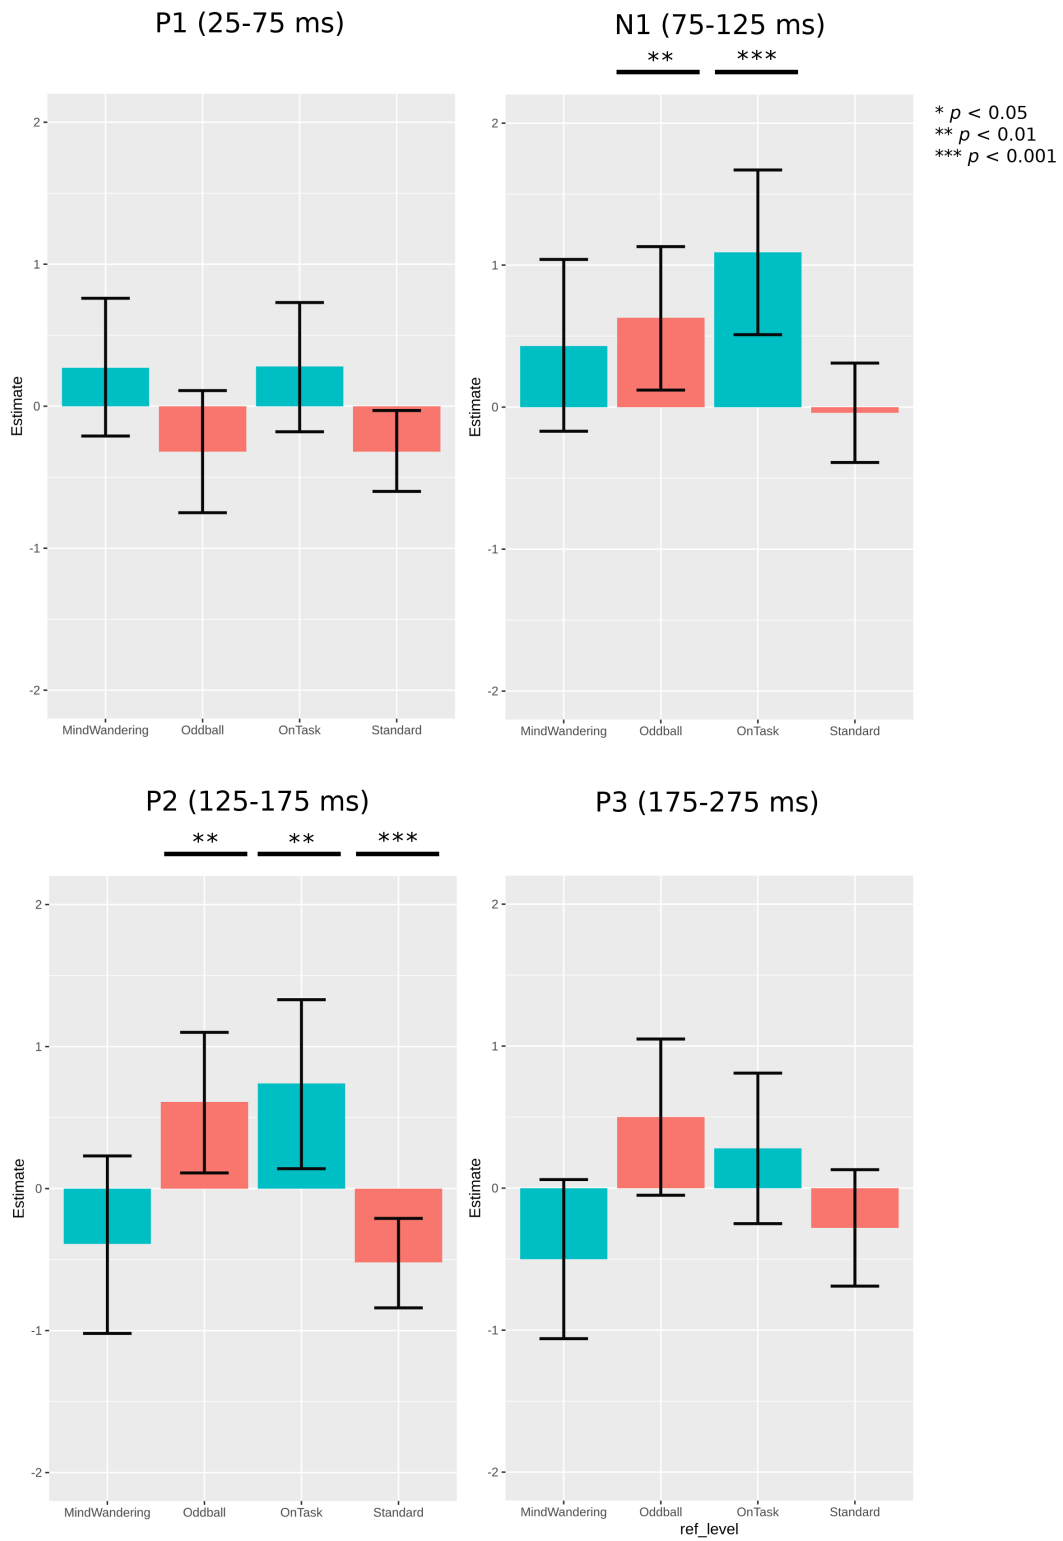 P1 (25-75 ms)
N1 (75-125 ms)
** ***
* p < 0.05
** p < 0.01
*** p < 0.001
Estimate
2
1
0
-1
-2
MindWandering Oddball OnTask Standard
Estimate
2
1
0
-1
-2
MindWandering Oddball OnTask Standard
P2 (125-175 ms)
** ** ***
P3 (175-275 ms)
Estimate
2
1
0
-1
-2
MindWandering Oddball OnTask Standard
Estimate
2
1
0
-1
-2
MindWandering Oddball OnTask Standard
ref_level